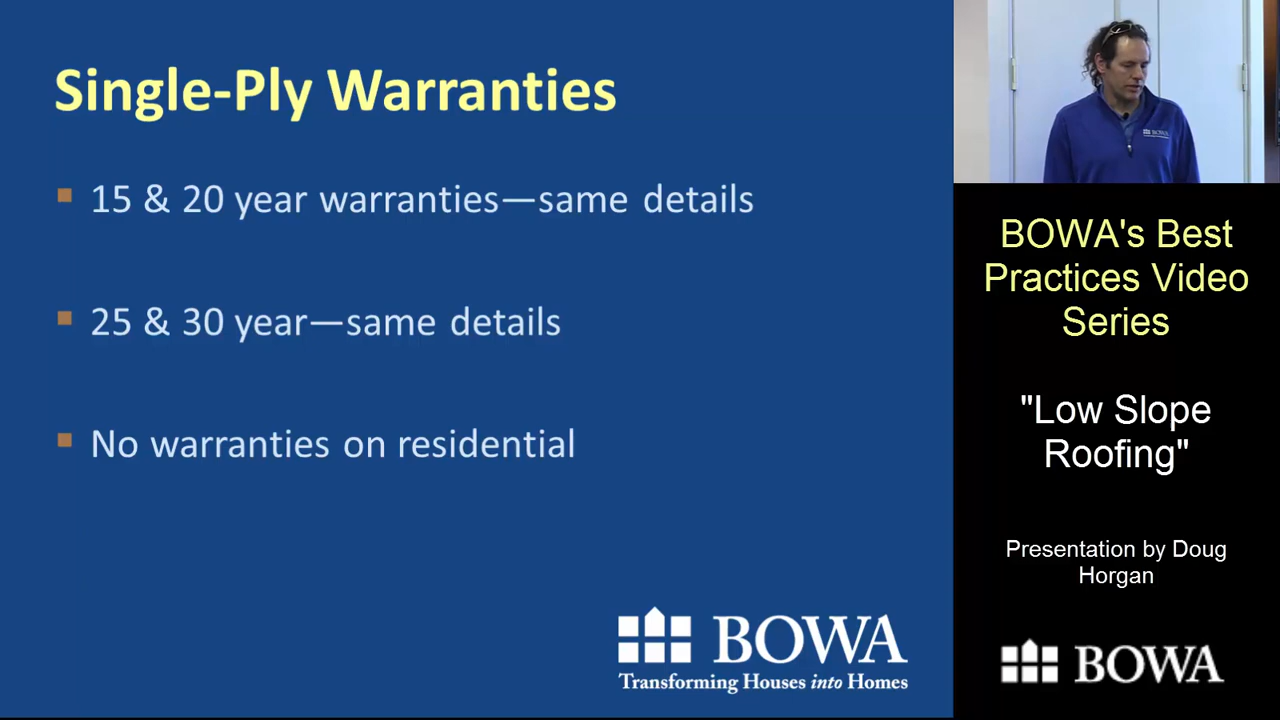 Single-Ply Warranties
15 & 20 year warranties—same details
25 & 30 year—same details
No warranties on residential
BOWA
Transforming Houses into Homes
BOWA
BOWA's Best
Practices Video
Series
"Low Slope
Roofing"
Presentation by Doug
Horgan
BOWA